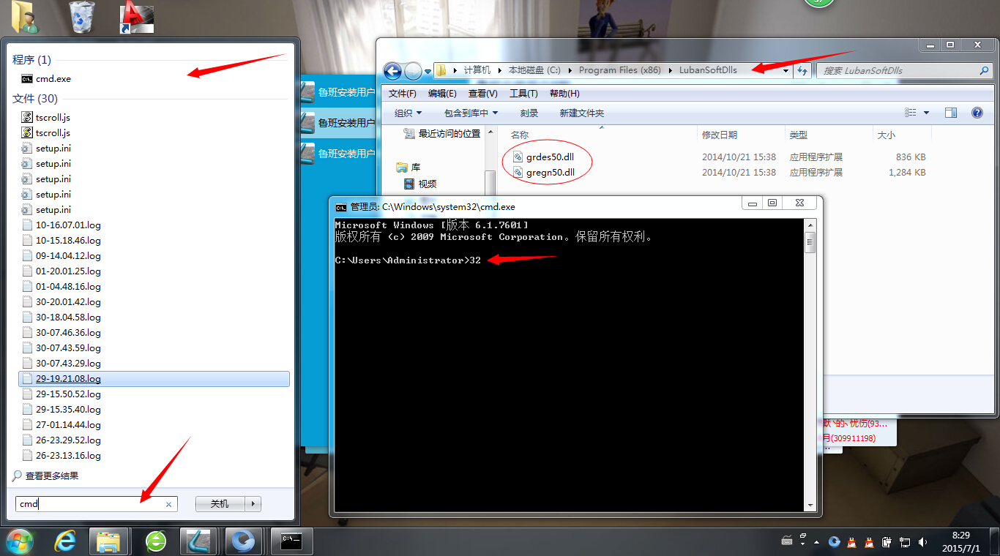 37
程序 (1)
cmd.exe
文件 (30)
tscroll.js
tscroll.js
setup.ini
setup.ini
setup.ini
setup.ini
setup.ini
10-16.07.01.log
10-15.18.46.log
09-14.04.12.log
01-20.01.25.log
01-04.48.16.log
30-20.01.42.log
30-18.04.58.log
30-07.46.36.log
30-07.43.59.log
30-07.43.29.log
29-19.21.08.log
29-15.50.52.log
29-15.35.40.log
27-01.14.44.log
26-23.29.52.log
26-23.13.16.log
查看更多结果
cmd
关机
鲁班安装用户
鲁班安装用户
鲁班安装用户
计算机 本地磁盘 (C:) Program Files (x86) LubanSoftDlls
搜索 LubanSoftDlls
文件(F) 编辑(E) 查看(V) 工具(T) 帮助(H)
组织 包含到库中 刻录 新建文件夹
最近访问的位置
库
视频
名称 修改日期 类型 大小
grdes50.dll 2014/10/21 15:38 应用程序扩展 836 KB
gregn50.dll 2014/10/21 15:38 应用程序扩展 1,284 KB
管理员: C:\Windows\system32\cmd.exe
Microsoft Windows [版本 6.1.7601]
版权所有 (c) 2009 Microsoft Corporation。保留所有权利。
C:\Users\Administrator>32
默丶的丶忧伤(93...
月(309911198)
8:29
2015/7/1